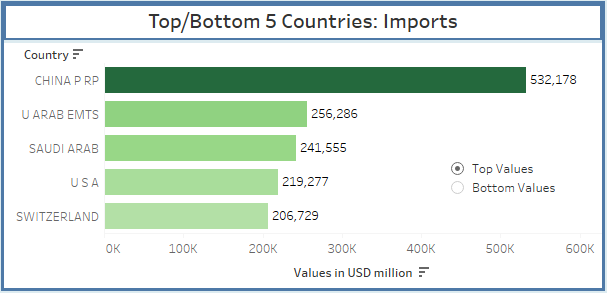 Top/Bottom 5 Countries: Imports
Country
CHINA P RP 532,178
U ARAB EMTS 256,286
SAUDI ARAB 241,555
U S A 219,277
SWITZERLAND 206,729
Top Values
Bottom Values
0K 100K 200K 300K 400K 500K 600K
Values in USD million